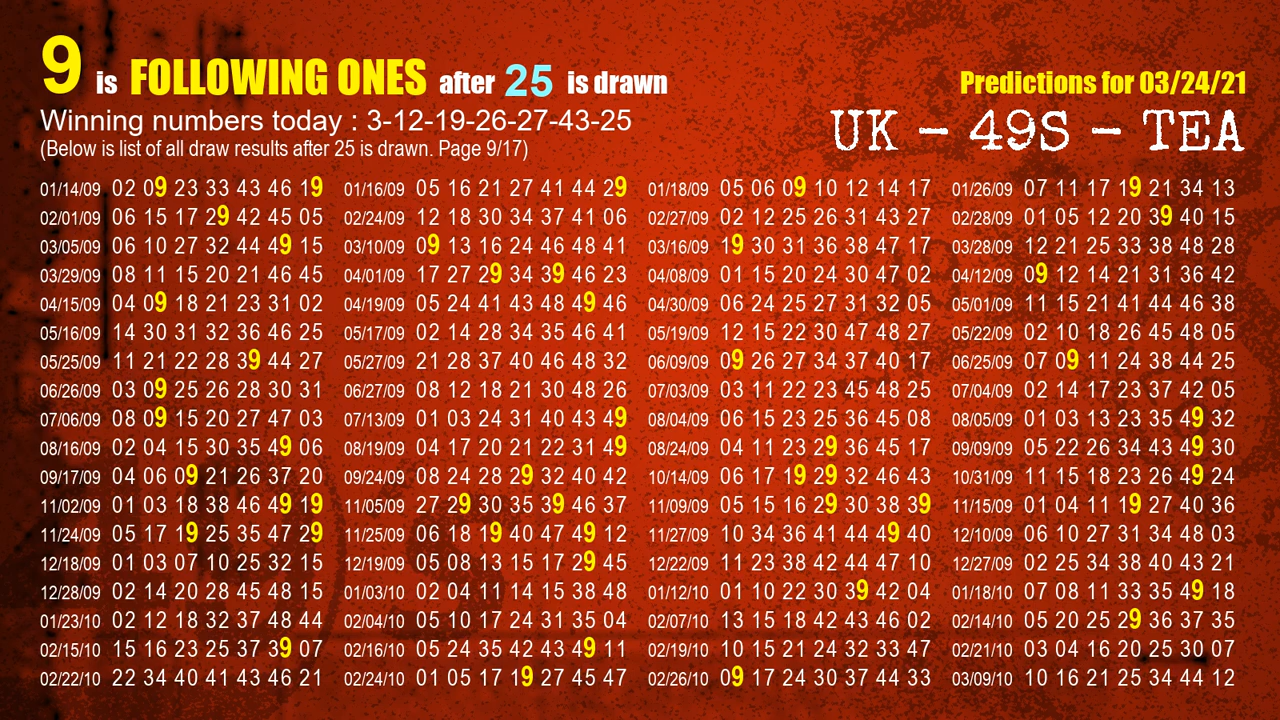 9 is FOLLOWING ONES after 25 is drawn
Predictions for 03/24/21
Winning numbers today : 3-12-19-26-27-43-25
UK - 49S - TEA
(Below is list of all draw results after 25 is drawn. Page 9/17)
01/14/09 02 09 23 33 43 46 19 01/16/09 05 16 21 27 41 44 29 01/18/09 05 06 09 10 12 14 17 01/26/09 07 11 17 19 21 34 13
02/01/09 06 15 17 29 42 45 05 02/24/09 12 18 30 34 37 41 06 02/27/09 02 12 25 26 31 43 27 02/28/09 01 05 12 20 39 40 15
03/05/09 06 10 27 32 44 49 15 03/10/09 09 13 16 24 46 48 41 03/16/09 19 30 31 36 38 47 17 03/28/09 12 21 25 33 38 48 28
03/29/09 08 11 15 20 21 46 45 04/01/09 17 27 29 34 39 46 23 04/08/09 01 15 20 24 30 47 02 04/12/09 09 12 14 21 31 36 42
04/15/09 04 09 18 21 23 31 02 04/19/09 05 24 41 43 48 49 46 04/30/09 06 24 25 27 31 32 05 05/01/09 11 15 21 41 44 46 38
05/16/09 14 30 31 32 36 46 25 05/17/09 02 14 28 34 35 46 41 05/19/09 12 15 22 30 47 48 27 05/22/09 02 10 18 26 45 48 05
05/25/09 11 21 22 28 39 44 27 05/27/09 21 28 37 40 46 48 32 06/09/09 09 26 27 34 37 40 17 06/25/09 07 09 11 24 38 44 25
06/26/09 03 09 25 26 28 30 31 06/27/09 08 12 18 21 30 48 26 07/03/09 03 11 22 23 45 48 25 07/04/09 02 14 17 23 37 42 05
07/06/09 08 09 15 20 27 47 03 07/13/09 01 03 24 31 40 43 49 08/04/09 06 15 23 25 36 45 08 08/05/09 01 03 13 23 35 49 32
08/16/09 02 04 15 30 35 49 06 08/19/09 04 17 20 21 22 31 49 08/24/09 04 11 23 29 36 45 17 09/09/09 05 22 26 34 43 49 30
09/17/09 04 06 09 21 26 37 20 09/24/09 08 24 28 29 32 40 42 10/14/09 06 17 19 29 32 46 43 10/31/09 11 15 18 23 26 49 24
11/02/09 01 03 18 38 46 49 19 11/05/09 27 29 30 35 39 46 37 11/09/09 05 15 16 29 30 38 39 11/15/09 01 04 11 19 27 40 36
11/24/09 05 17 19 25 35 47 29 11/25/09 06 18 19 40 47 49 12 11/27/09 10 34 36 41 44 49 40 12/10/09 06 10 27 31 34 48 03
12/18/09 01 03 07 10 25 32 15 12/19/09 05 08 13 15 17 29 45 12/22/09 11 23 38 42 44 47 10 12/27/09 02 25 34 38 40 43 21
12/28/09 02 14 20 28 45 48 15 01/03/10 02 04 11 14 15 38 48 01/12/10 01 10 22 30 39 42 04 01/18/10 07 08 11 33 35 49 18
01/23/10 02 12 18 32 37 48 44 02/04/10 05 10 17 24 31 35 04 02/07/10 13 15 18 42 43 46 02 02/14/10 05 20 25 29 36 37 35
02/15/10 15 16 23 25 37 39 07 02/16/10 05 24 35 42 43 49 11 02/19/10 10 15 21 24 32 33 47 02/21/10 03 04 16 20 25 30 07
02/22/10 22 34 40 41 43 46 21 02/24/10 01 05 17 19 27 45 47 02/26/10 09 17 24 30 37 44 33 03/09/10 10 16 21 25 34 44 12